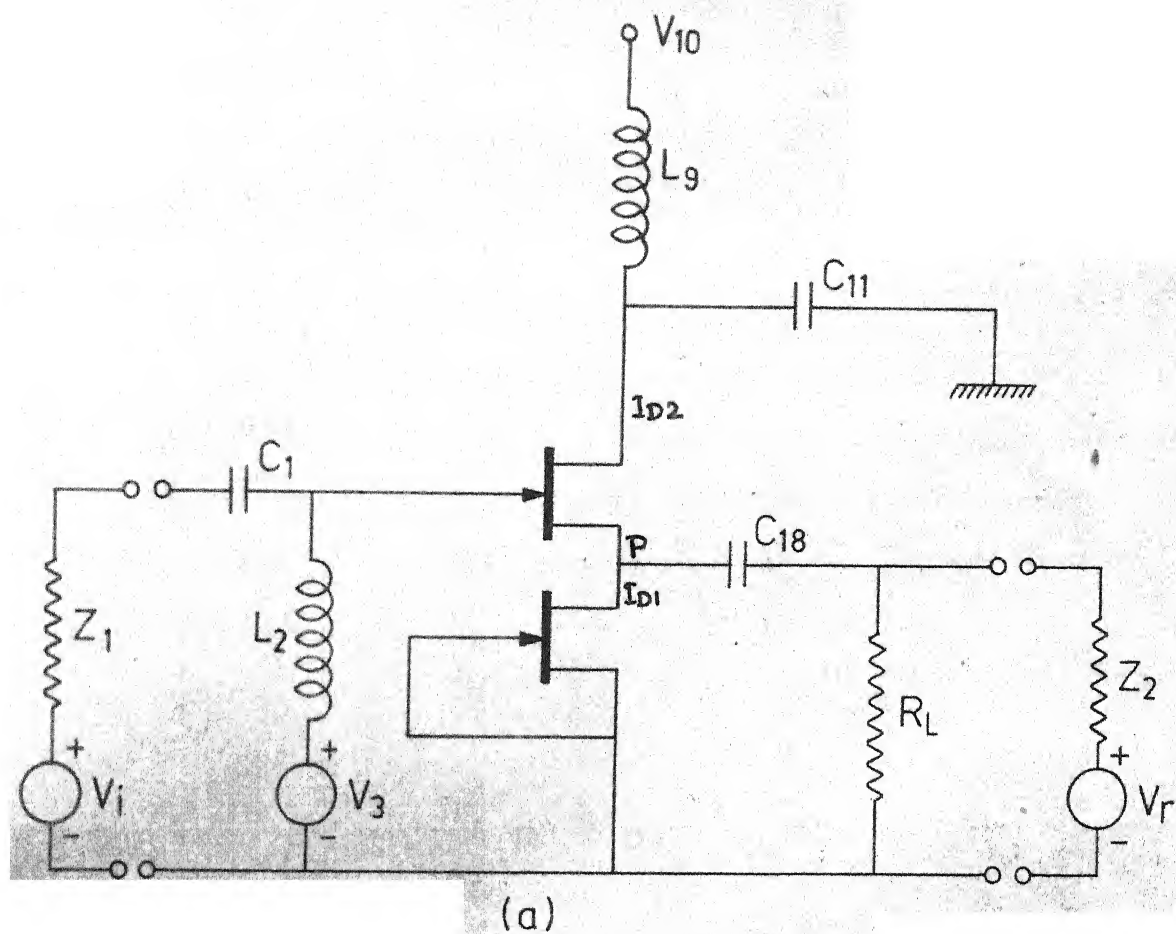 V10
L9
C11
ID2
C1
P
C18
ID1
Z1
L2
RL
Z2
+
Vi
-
+
V3
-
+
Vr
-
(a)